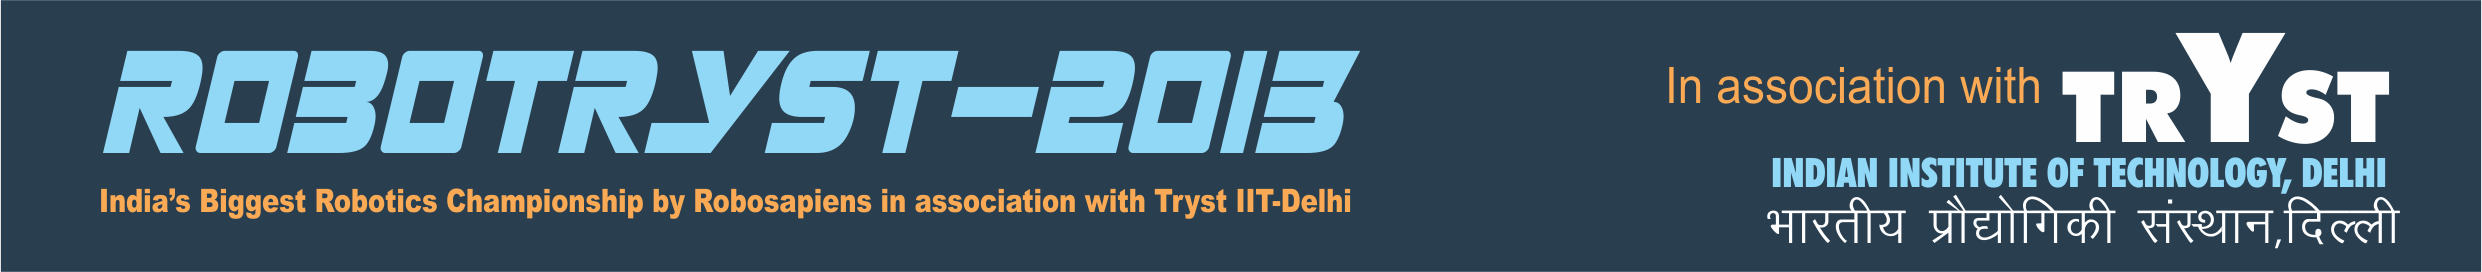 ROBOTRYST-2013
India's Biggest Robotics Championship by Robosapiens in association with Tryst IIT-Delhi
In association with TRYST
INDIAN INSTITUTE OF TECHNOLOGY, DELHI
भारतीय प्रौद्योगिकी संस्थान,दिल्ली